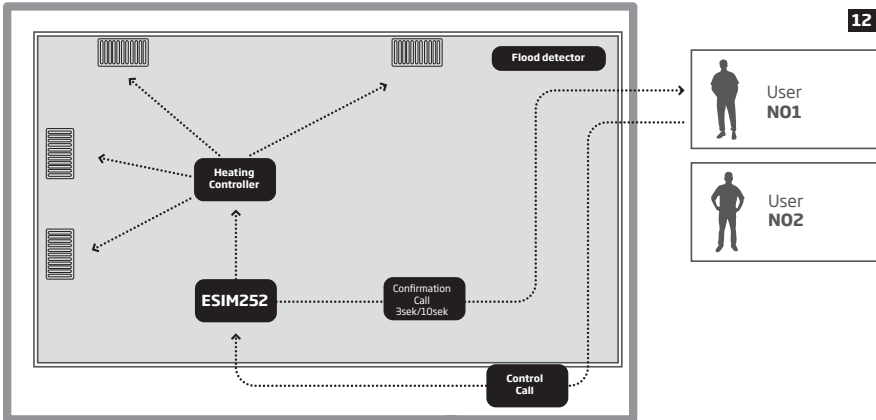 12
Flood detector
User
NO1
Heating
Controller
User
NO2
ESIM252
Confirmation
Call
3sek/10sek
Control
Call